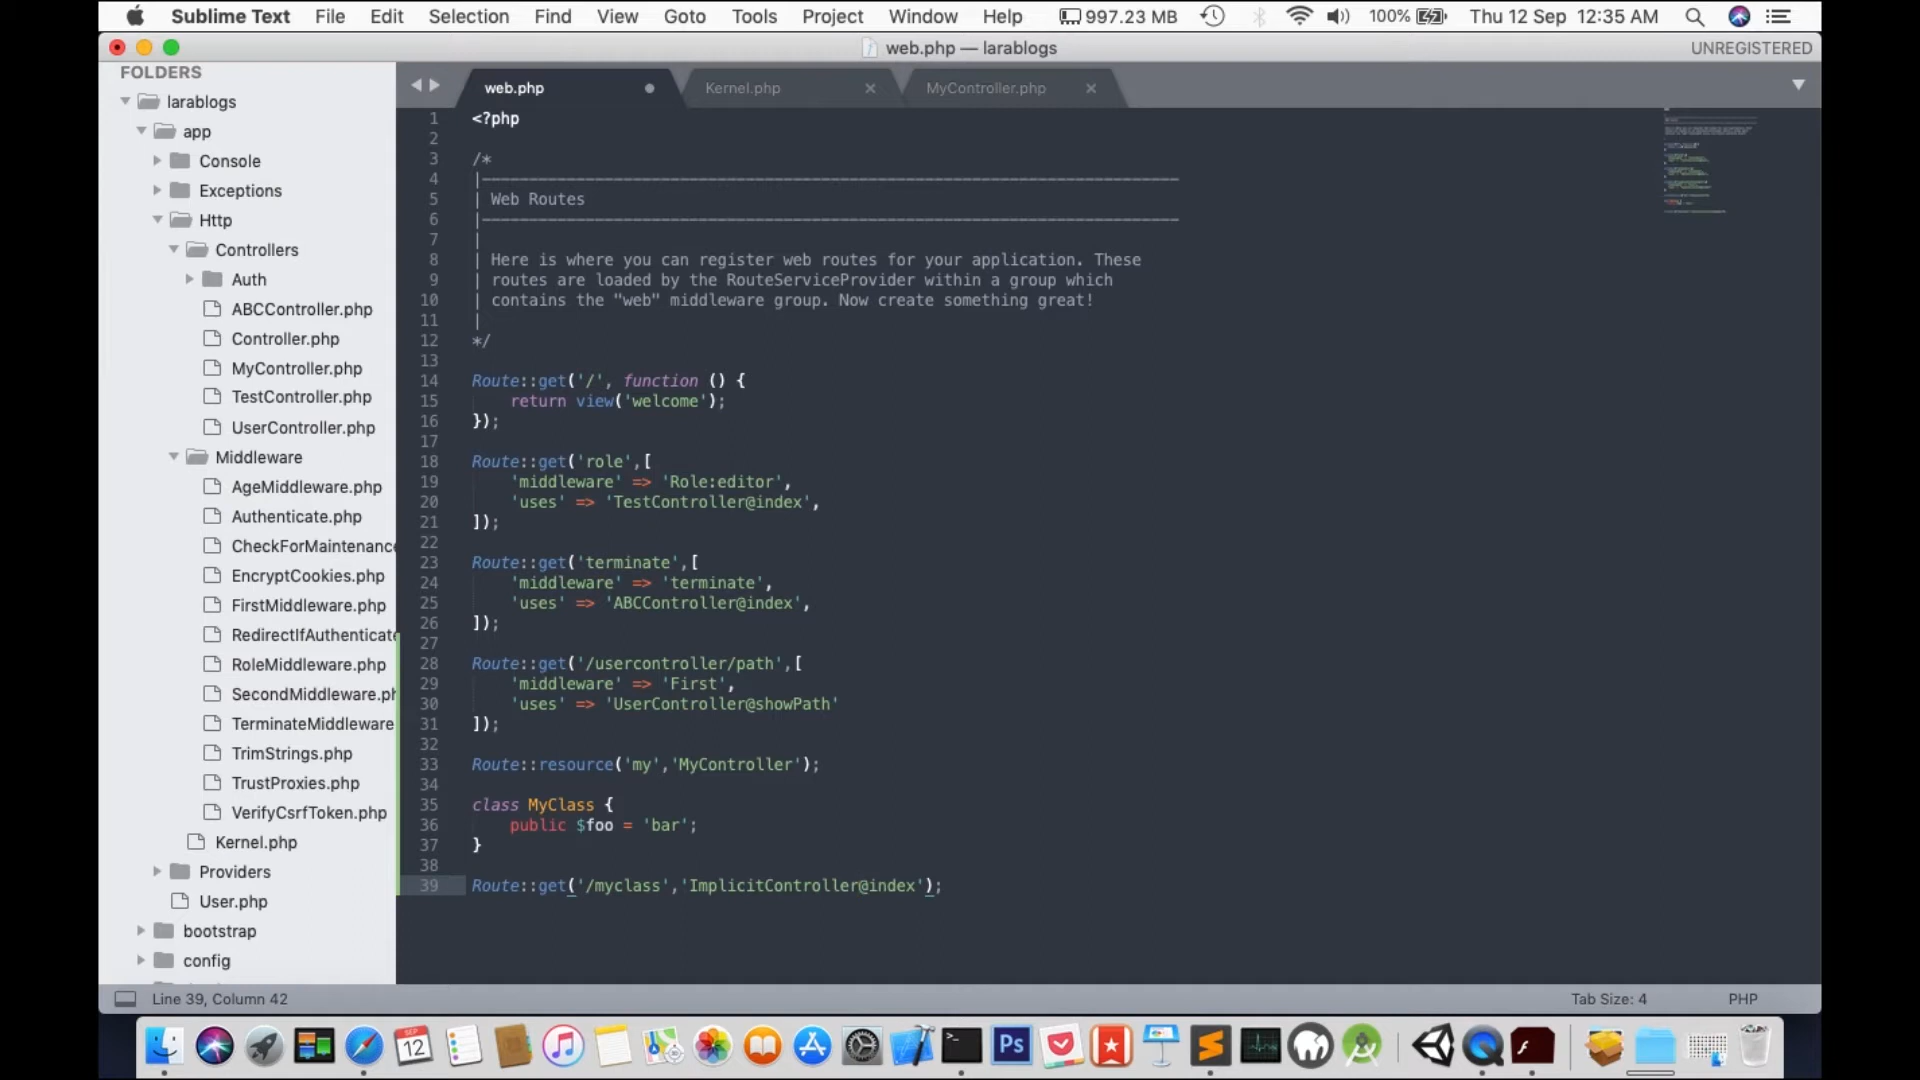 Sublime Text File Edit Selection Find View Goto Tools Project Window Help 997.23 MB 100% Thu 12 Sep 12:35 AM
web.php — larablogs UNREGISTERED
FOLDERS
larablogs
app
Console
Exceptions
Http
Controllers
Auth
ABCController.php
Controller.php
MyController.php
TestController.php
UserController.php
Middleware
AgeMiddleware.php
Authenticate.php
CheckForMaintenance
EncryptCookies.php
FirstMiddleware.php
RedirectIfAuthenticate
RoleMiddleware.php
SecondMiddleware.ph
TerminateMiddleware
TrimStrings.php
TrustProxies.php
VerifyCsrfToken.php
Kernel.php
Providers
User.php
bootstrap
config
web.php Kernel.php MyController.php
1 <?php
2
3 /*
4 |--------------------------------------------------------------------------
5 | Web Routes
6 |--------------------------------------------------------------------------
7 |
8 | Here is where you can register web routes for your application. These
9 | routes are loaded by the RouteServiceProvider within a group which
10 | contains the "web" middleware group. Now create something great!
11 |
12 */
13
14 Route::get('/', function () {
15 return view('welcome');
16 });
17
18 Route::get('role',[
19 'middleware' => 'Role:editor',
20 'uses' => 'TestController@index',
21 ]);
22
23 Route::get('terminate',[
24 'middleware' => 'terminate',
25 'uses' => 'ABCController@index',
26 ]);
27
28 Route::get('/usercontroller/path',[
29 'middleware' => 'First',
30 'uses' => 'UserController@showPath'
31 ]);
32
33 Route::resource('my','MyController');
34
35 class MyClass {
36 public $foo = 'bar';
37 }
38
39 Route::get('/myclass','ImplicitController@index');
Line 39, Column 42 Tab Size: 4 PHP
SEP
12
Ps